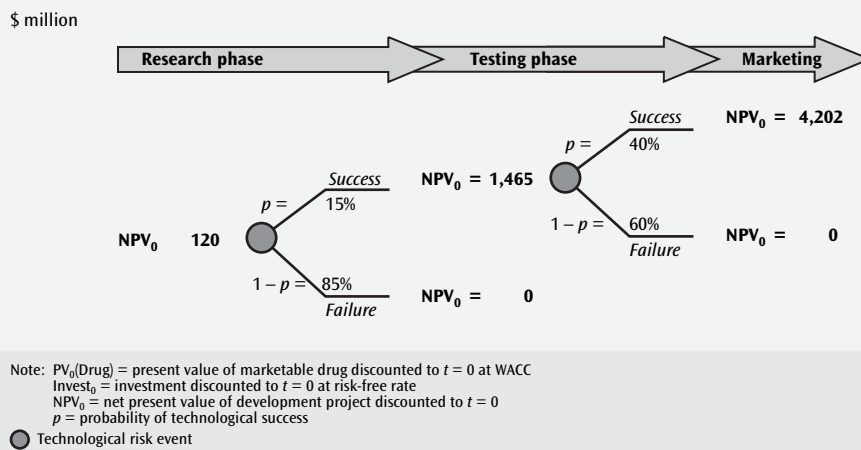 $ million
Research phase
Testing phase
Marketing
Success
NPV₀ = 4,202
p =
40%
Success
NPV₀ = 1,465
p =
15%
1 – p =
60%
NPV₀ = 0
Failure
NPV₀ 120
1 – p =
85%
NPV₀ = 0
Failure
Note: PV₀(Drug) = present value of marketable drug discounted to t = 0 at WACC
Invest₀ = investment discounted to t = 0 at risk-free rate
NPV₀ = net present value of development project discounted to t = 0
p = probability of technological success
Technological risk event